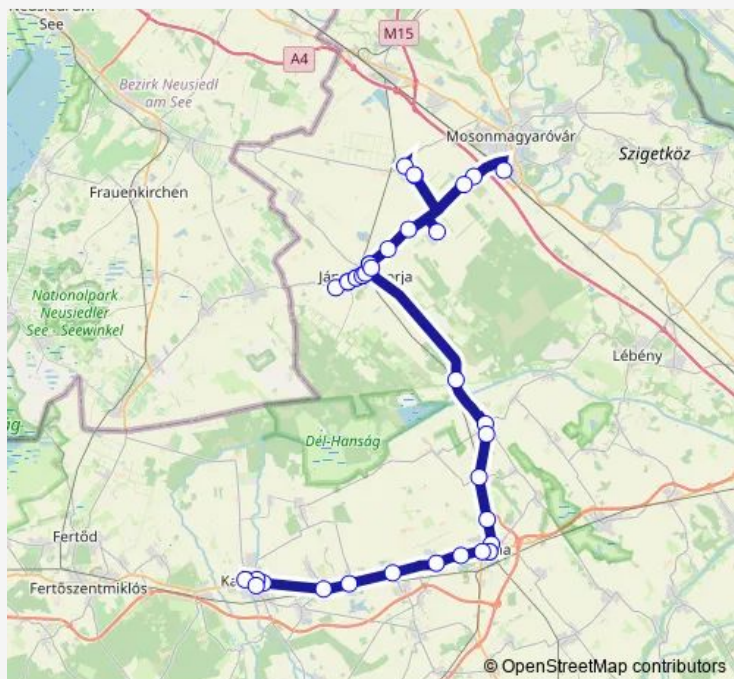 See
M15
A4
Bezirk Neusiedl
am See
Mosonmagyaróvár
Szigetköz
Frauenkirchen
Nationalpark
Neusiedler
See - Seewinkel
Lébény
Dél-Hanság
Fertőd
Fertőszentmiklós
© OpenStreetMap contributors